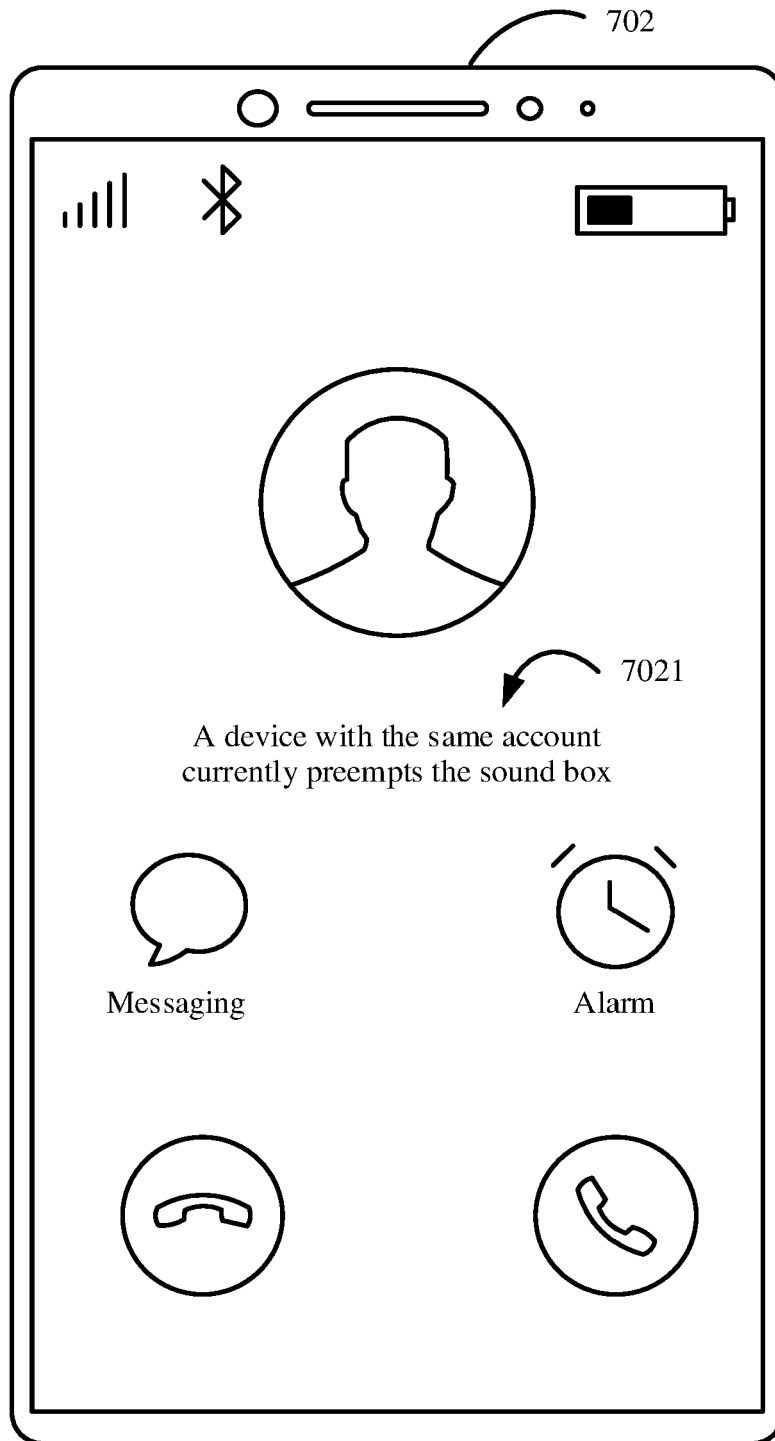 702
7021
A device with the same account
currently preempts the sound box
Messaging
Alarm